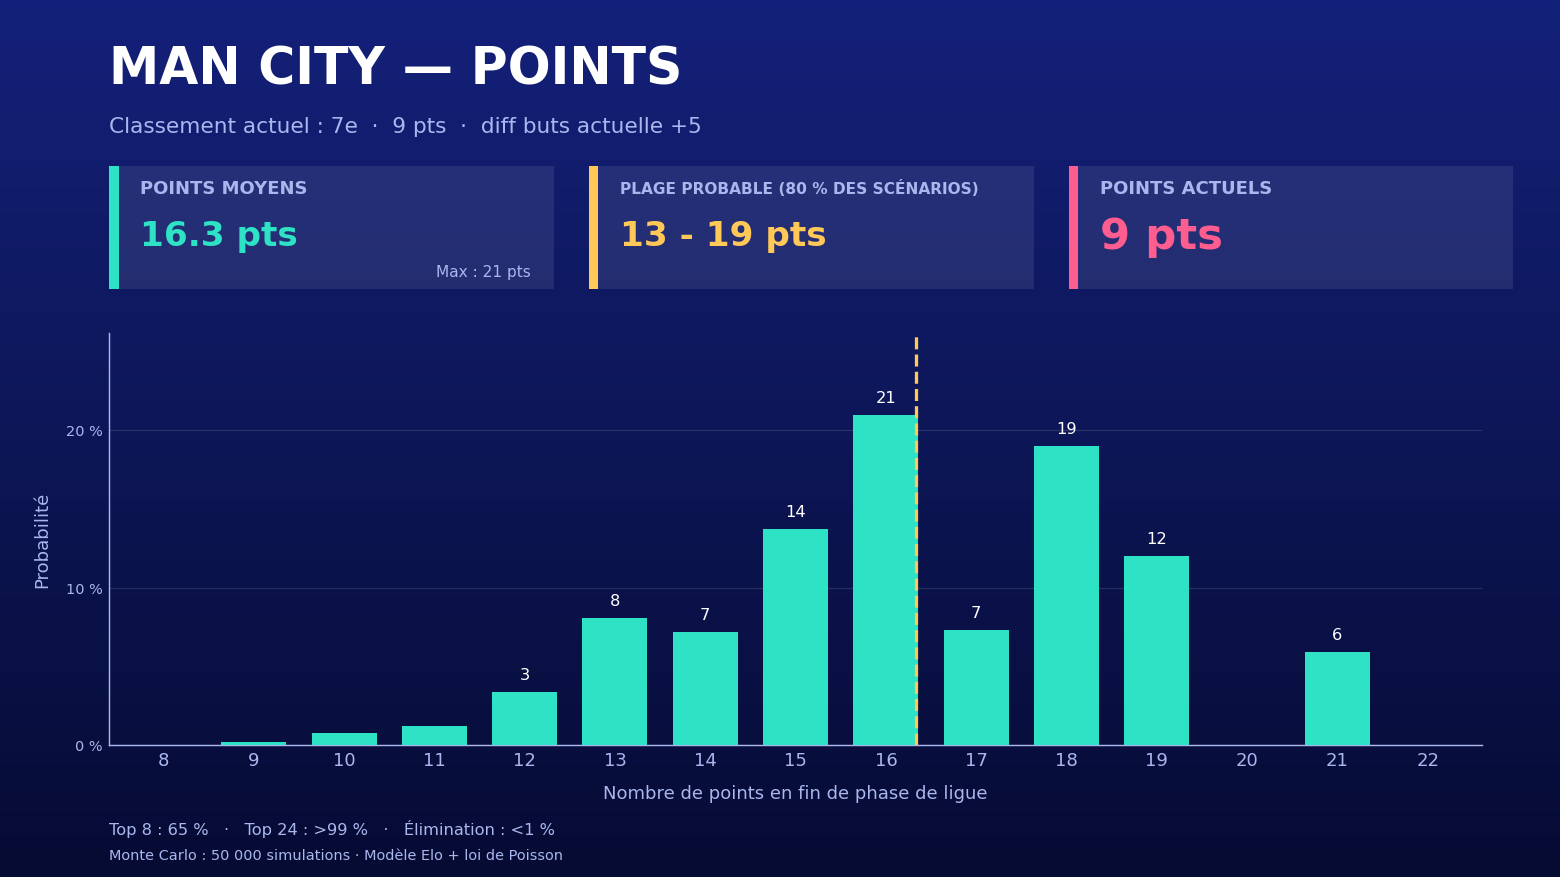 MAN CITY — POINTS
Classement actuel : 7e · 9 pts · diff buts actuelle +5
POINTS MOYENS
16.3 pts
Max : 21 pts
PLAGE PROBABLE (80 % DES SCÉNARIOS)
13 - 19 pts
POINTS ACTUELS
9 pts
Probabilité
20 %
10 %
0 %
3
8
7
14
21
7
19
12
6
8 9 10 11 12 13 14 15 16 17 18 19 20 21 22
Nombre de points en fin de phase de ligue
Top 8 : 65 % · Top 24 : >99 % · Élimination : <1 %
Monte Carlo : 50 000 simulations · Modèle Elo + loi de Poisson